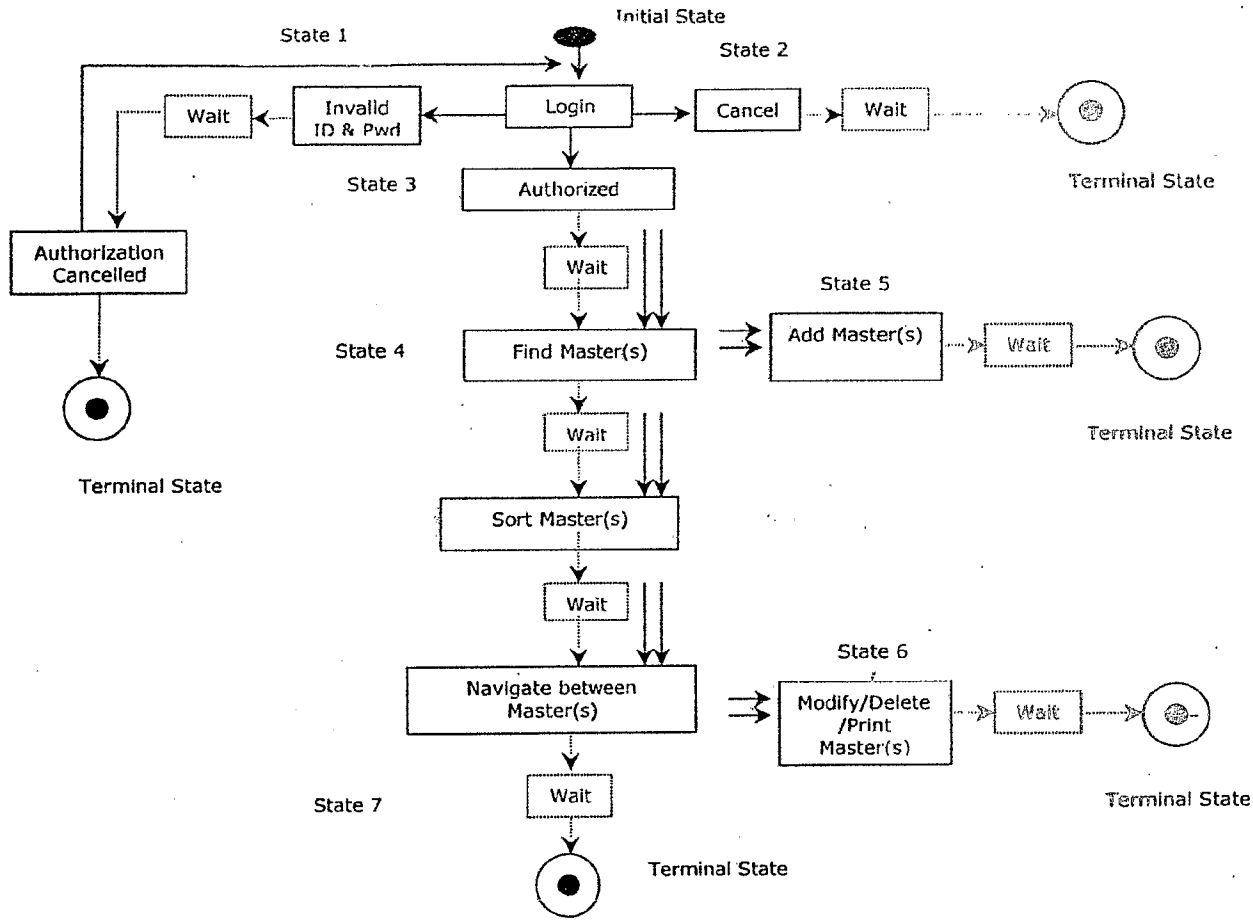 Initial State
State 1
State 2
Wait
Invalid
ID & Pwd
Login
Cancel
Wait
Terminal State
State 3
Authorized
Authorization
Cancelled
Wait
State 5
State 4
Find Master(s)
Add Master(s)
Wait
Terminal State
Wait
Terminal State
Sort Master(s)
Wait
State 6
Navigate between
Master(s)
Modify/Delete
/Print
Master(s)
Wait
Terminal State
State 7
Wait
Terminal State